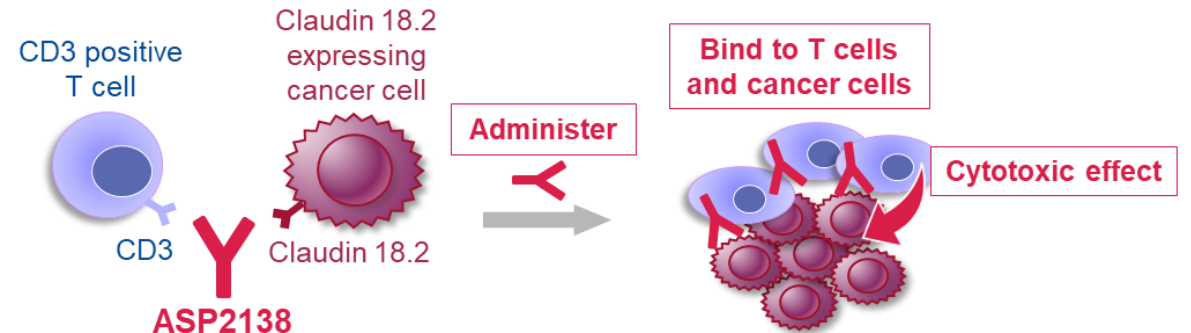 CD3 positive
T cell
Claudin 18.2
expressing
cancer cell
CD3
Claudin 18.2
ASP2138
Administer
Bind to T cells
and cancer cells
Cytotoxic effect